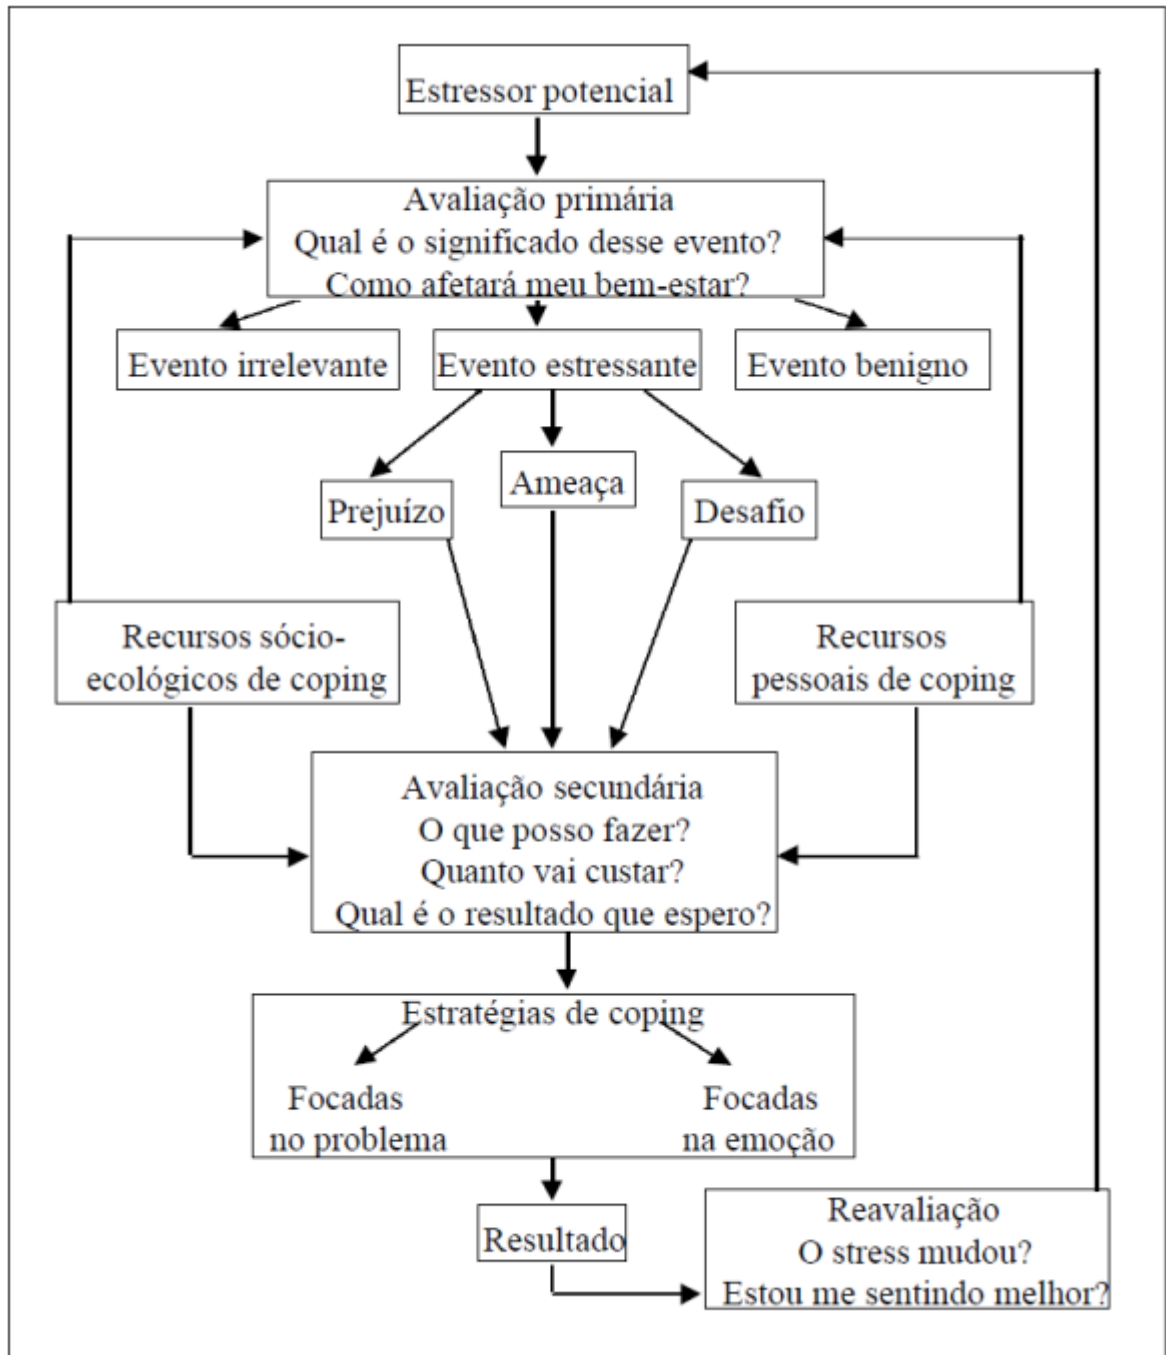 Estressor potencial
Avaliação primária
Qual é o significado desse evento?
Como afetará meu bem-estar?
Evento irrelevante
Evento estressante
Evento benigno
Prejuízo
Ameaça
Desafio
Recursos sócio-
ecológicos de coping
Recursos
pessoais de coping
Avaliação secundária
O que posso fazer?
Quanto vai custar?
Qual é o resultado que espero?
Estratégias de coping
Focadas
no problema
Focadas
na emoção
Resultado
Reavaliação
O stress mudou?
Estou me sentindo melhor?